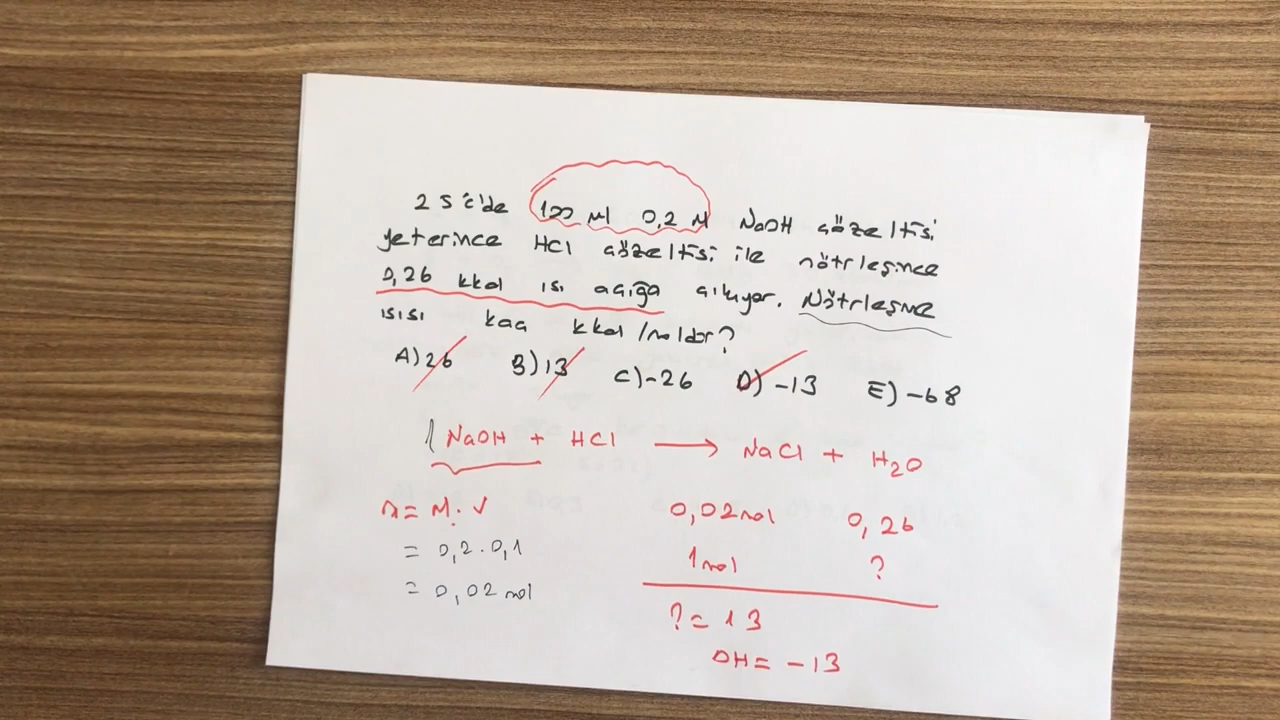 25 °C'de 100 ml 0,2 M NaOH çözeltisi
yeterince HCl çözeltisi ile nötrleşince
0,26 kkal ısı açığa çıkıyor. Nötrleşme
ısısı kaç kkal/moldür?
A) 26 B) 13 C) -26 D) -13 E) -68
1 NaOH + HCl → NaCl + H2O
n = M. V
= 0,2 . 0,1
= 0,02 mol
0,02 mol 0,26
1 mol ?
? = 13
ΔH = -13